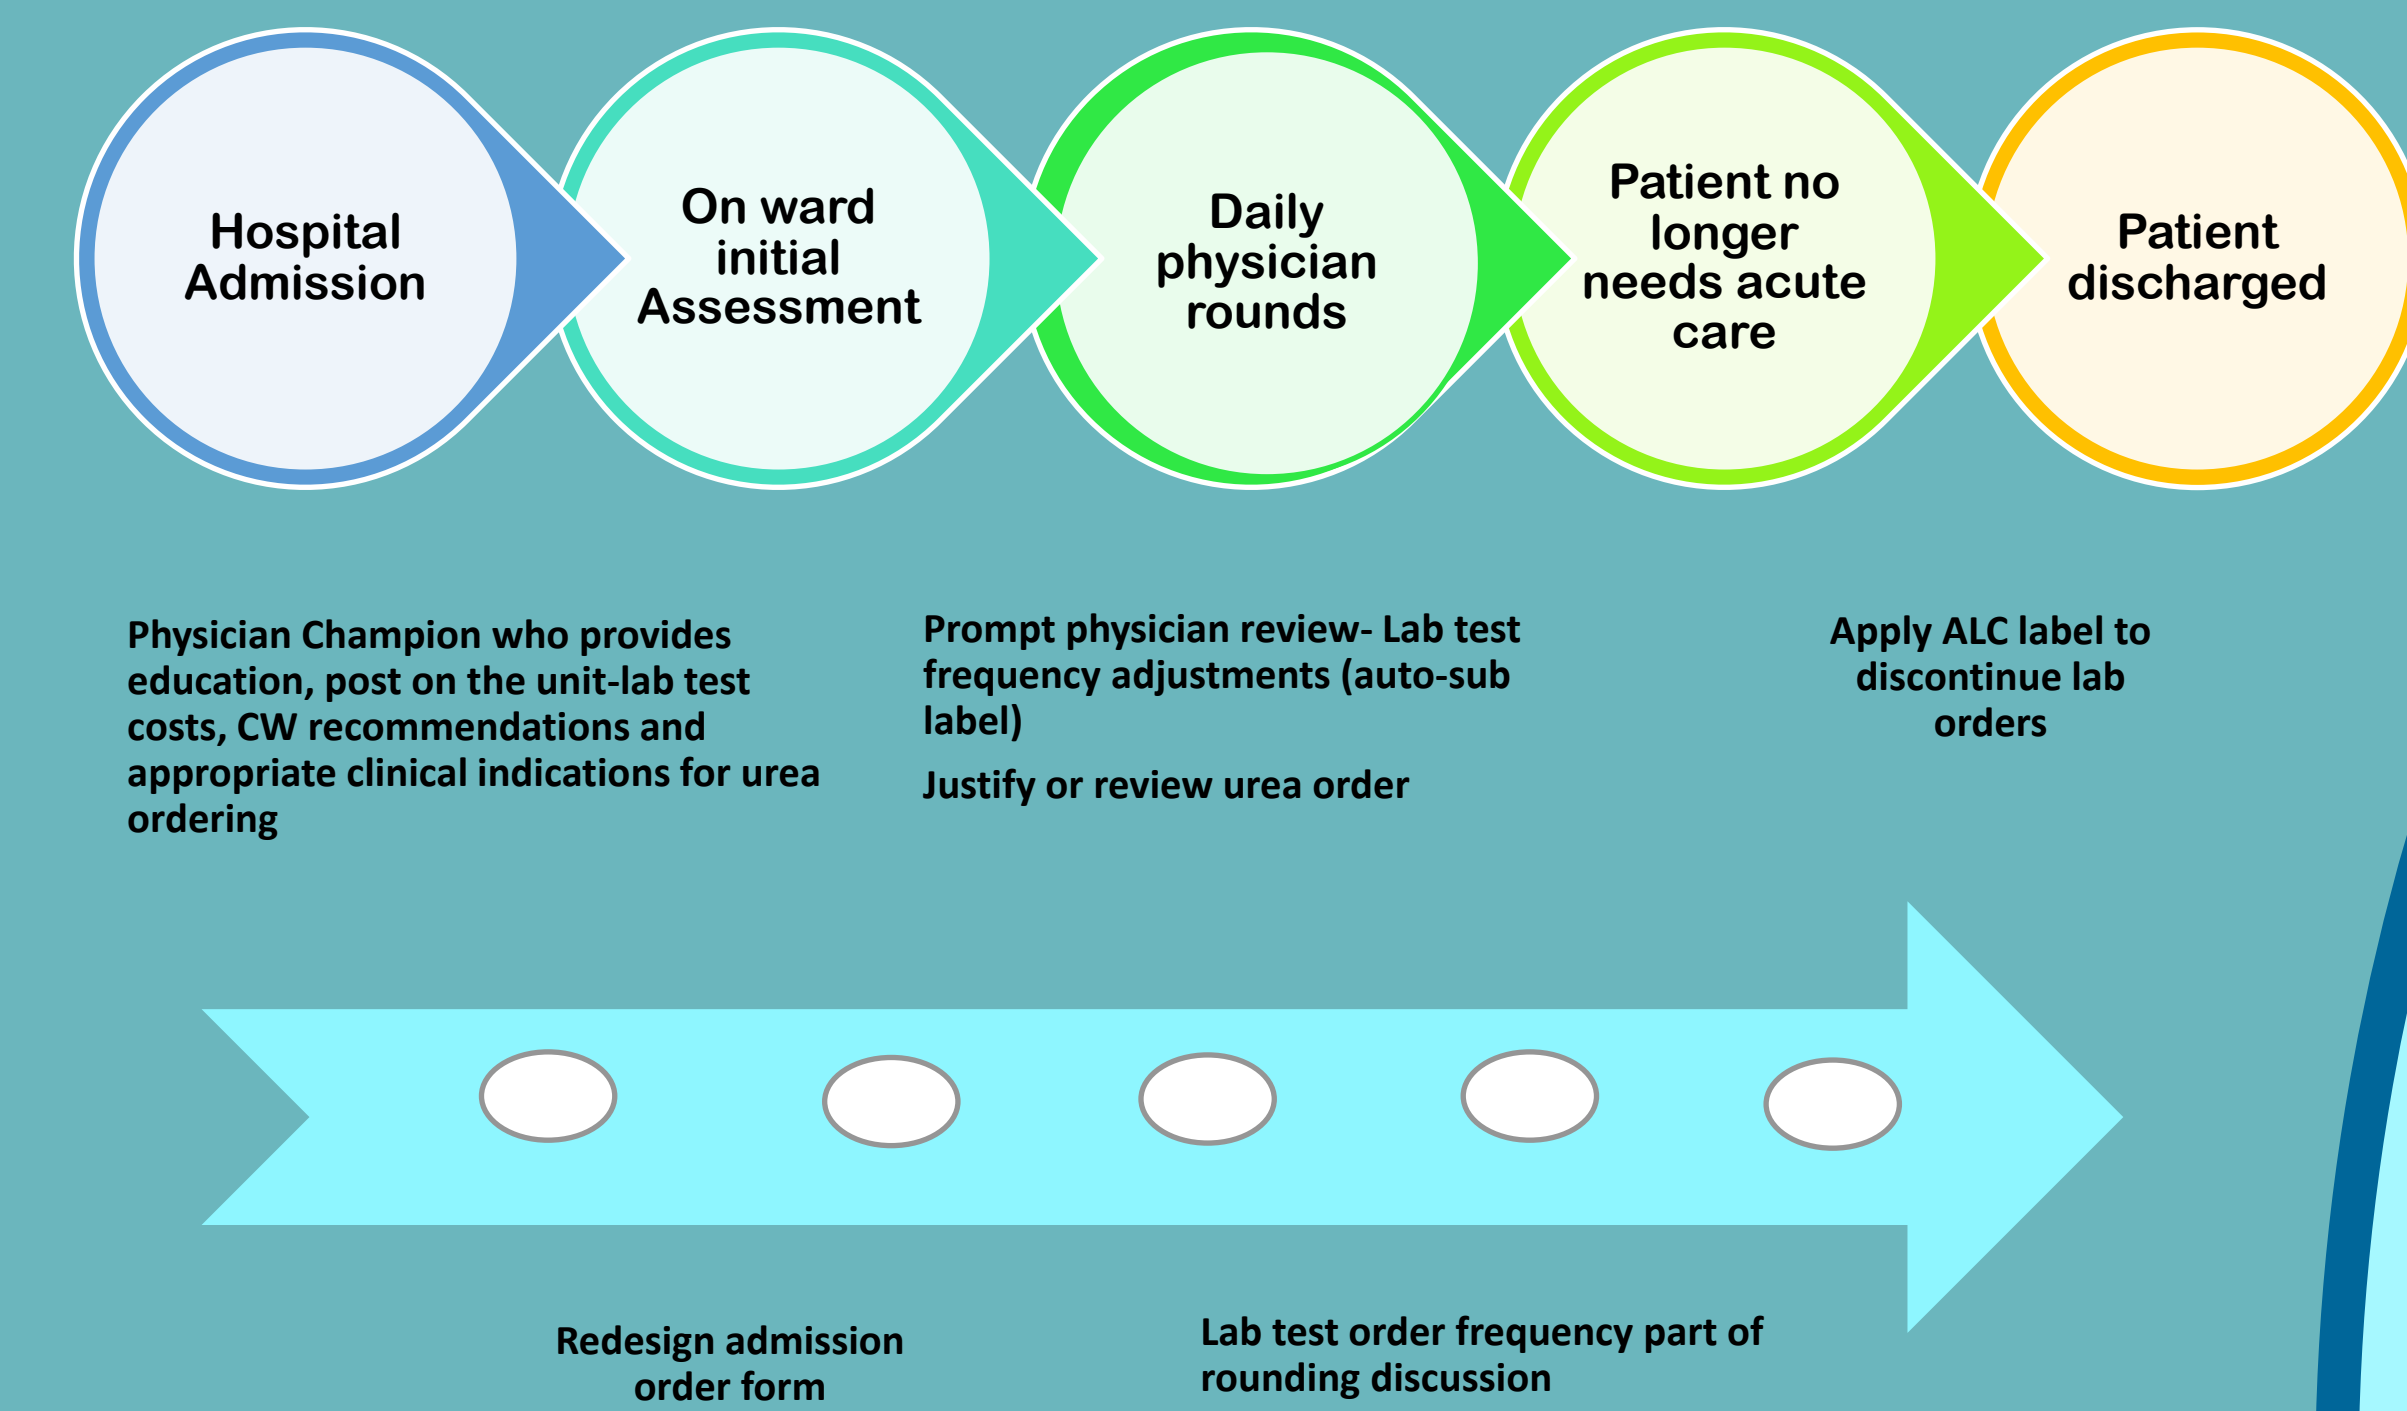 Hospital
Admission
On ward
initial
Assessment
Daily
physician
rounds
Patient no
longer
needs acute
care
Patient
discharged
Physician Champion who provides
education, post on the unit-lab test
costs, CW recommendations and
appropriate clinical indications for urea
ordering
Prompt physician review- Lab test
frequency adjustments (auto-sub
label)
Justify or review urea order
Apply ALC label to
discontinue lab
orders
Redesign admission
order form
Lab test order frequency part of
rounding discussion